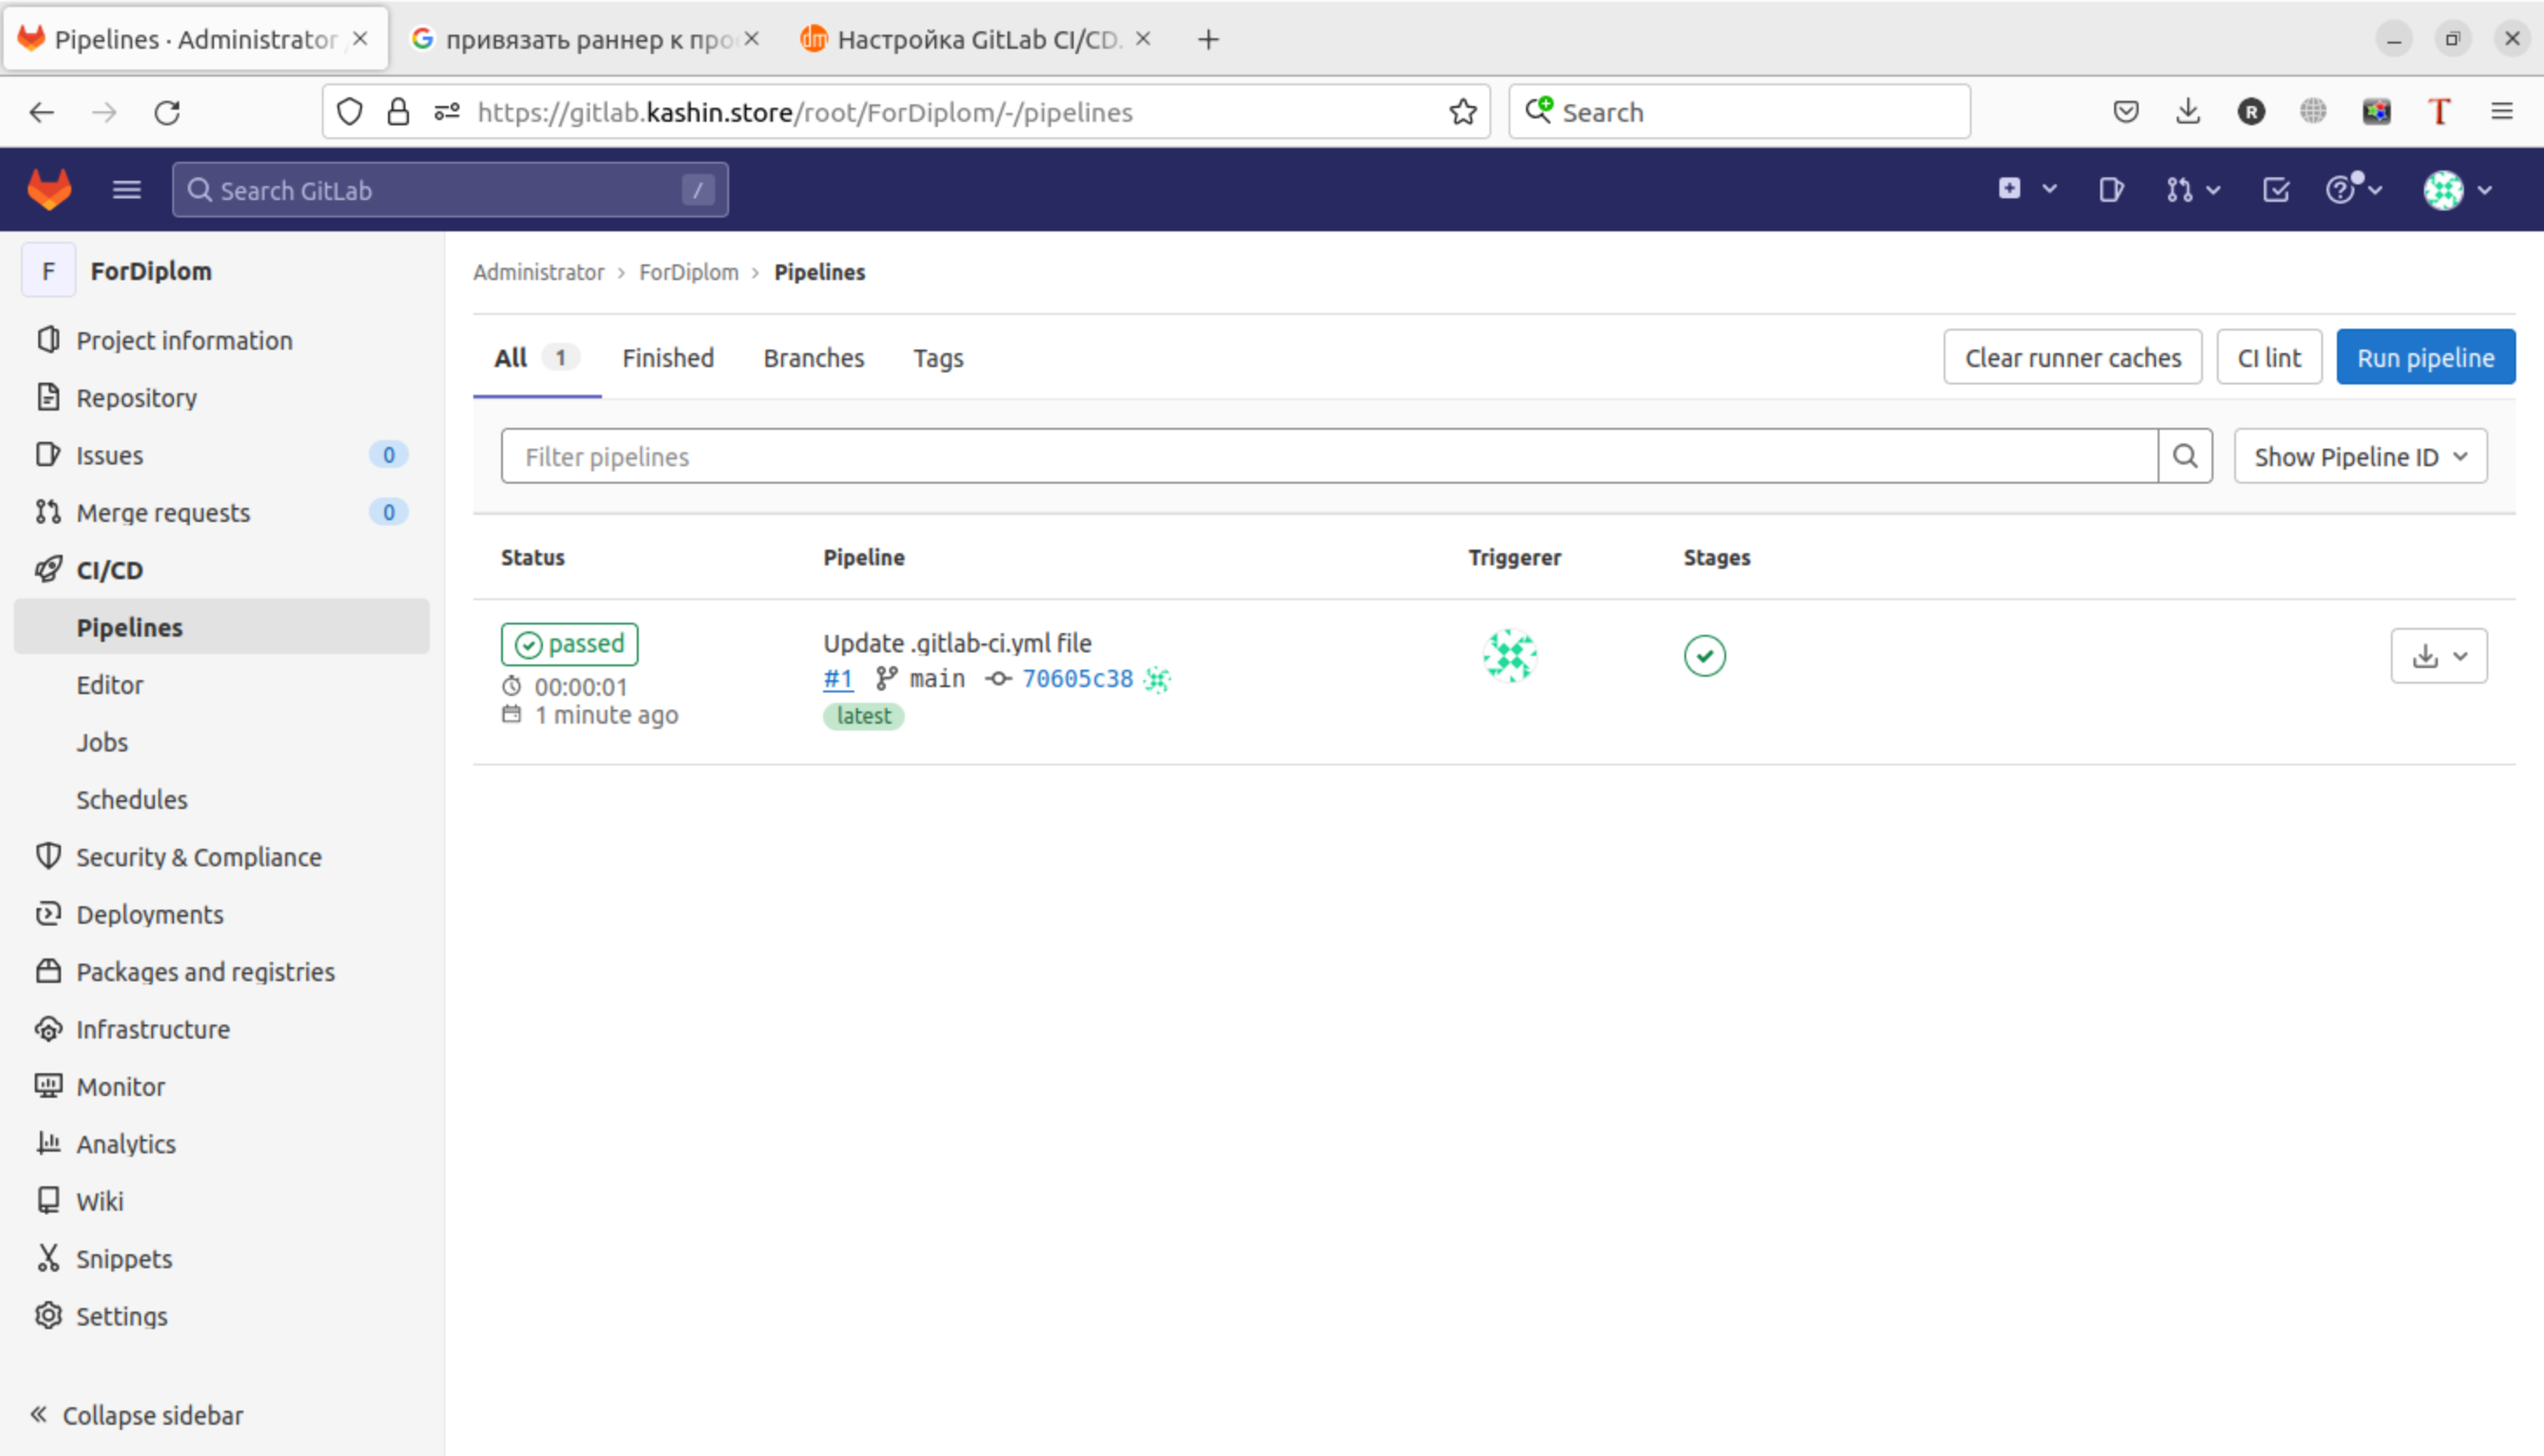 Pipelines · Administrator /
привязать раннер к про
Настройка GitLab CI/CD.
https://gitlab.kashin.store/root/ForDiplom/-/pipelines
Search
Search GitLab
/
F ForDiplom
Administrator › ForDiplom › Pipelines
Project information
Repository
Issues 0
Merge requests 0
CI/CD
Pipelines
Editor
Jobs
Schedules
Security & Compliance
Deployments
Packages and registries
Infrastructure
Monitor
Analytics
Wiki
Snippets
Settings
Collapse sidebar
All 1 Finished Branches Tags
Clear runner caches CI lint Run pipeline
Filter pipelines
Show Pipeline ID
Status Pipeline Triggerer Stages
passed
00:00:01
1 minute ago
Update .gitlab-ci.yml file
#1 main 70605c38
latest